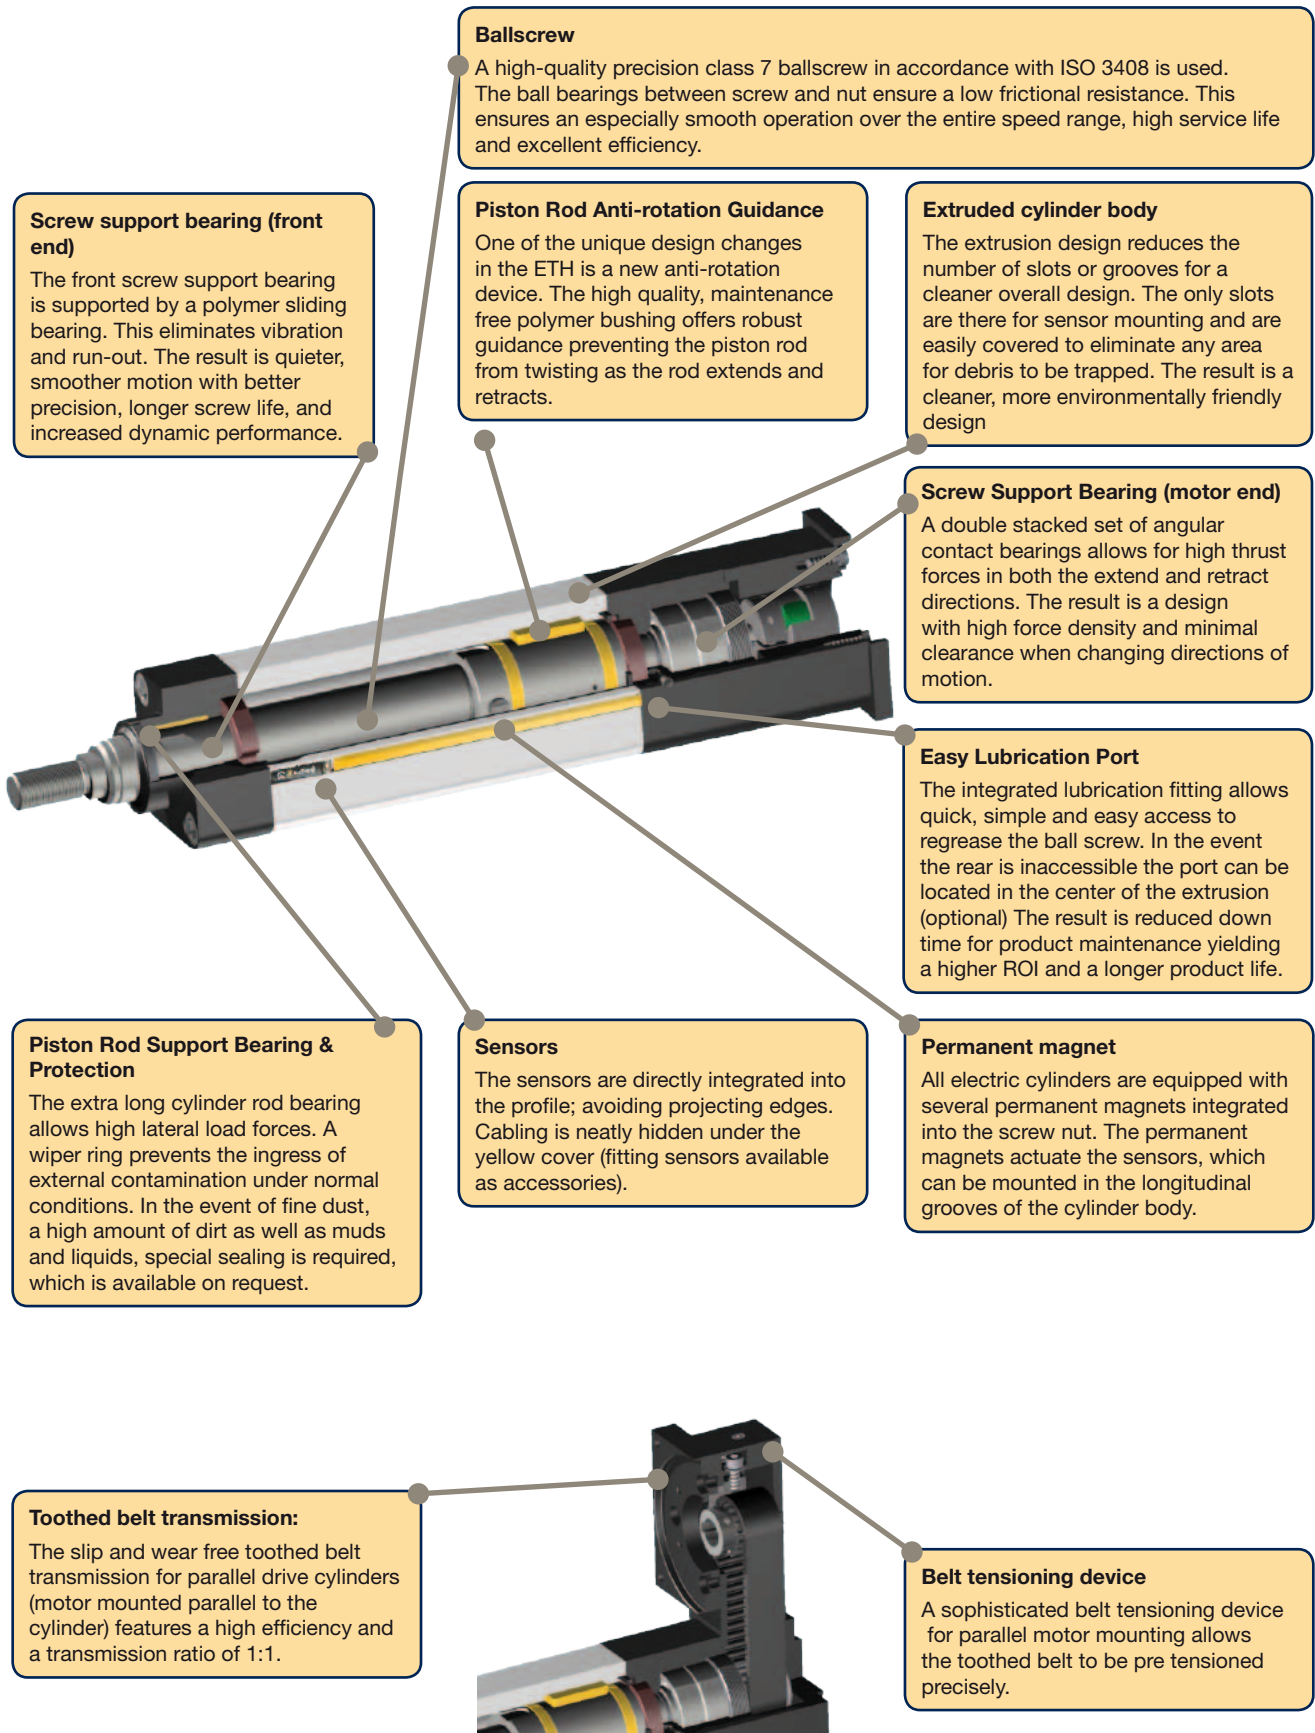 Ballscrew
A high-quality precision class 7 ballscrew in accordance with ISO 3408 is used.
The ball bearings between screw and nut ensure a low frictional resistance. This
ensures an especially smooth operation over the entire speed range, high service life
and excellent efficiency.
Screw support bearing (front
end)
The front screw support bearing
is supported by a polymer sliding
bearing. This eliminates vibration
and run-out. The result is quieter,
smoother motion with better
precision, longer screw life, and
increased dynamic performance.
Piston Rod Anti-rotation Guidance
One of the unique design changes
in the ETH is a new anti-rotation
device. The high quality, maintenance
free polymer bushing offers robust
guidance preventing the piston rod
from twisting as the rod extends and
retracts.
Extruded cylinder body
The extrusion design reduces the
number of slots or grooves for a
cleaner overall design. The only slots
are there for sensor mounting and are
easily covered to eliminate any area
for debris to be trapped. The result is a
cleaner, more environmentally friendly
design
Screw Support Bearing (motor end)
A double stacked set of angular
contact bearings allows for high thrust
forces in both the extend and retract
directions. The result is a design
with high force density and minimal
clearance when changing directions of
motion.
Easy Lubrication Port
The integrated lubrication fitting allows
quick, simple and easy access to
regrease the ball screw. In the event
the rear is inaccessible the port can be
located in the center of the extrusion
(optional) The result is reduced down
time for product maintenance yielding
a higher ROI and a longer product life.
Piston Rod Support Bearing &
Protection
The extra long cylinder rod bearing
allows high lateral load forces. A
wiper ring prevents the ingress of
external contamination under normal
conditions. In the event of fine dust,
a high amount of dirt as well as muds
and liquids, special sealing is required,
which is available on request.
Sensors
The sensors are directly integrated into
the profile; avoiding projecting edges.
Cabling is neatly hidden under the
yellow cover (fitting sensors available
as accessories).
Permanent magnet
All electric cylinders are equipped with
several permanent magnets integrated
into the screw nut. The permanent
magnets actuate the sensors, which
can be mounted in the longitudinal
grooves of the cylinder body.
Toothed belt transmission:
The slip and wear free toothed belt
transmission for parallel drive cylinders
(motor mounted parallel to the
cylinder) features a high efficiency and
a transmission ratio of 1:1.
Belt tensioning device
A sophisticated belt tensioning device
for parallel motor mounting allows
the toothed belt to be pre tensioned
precisely.